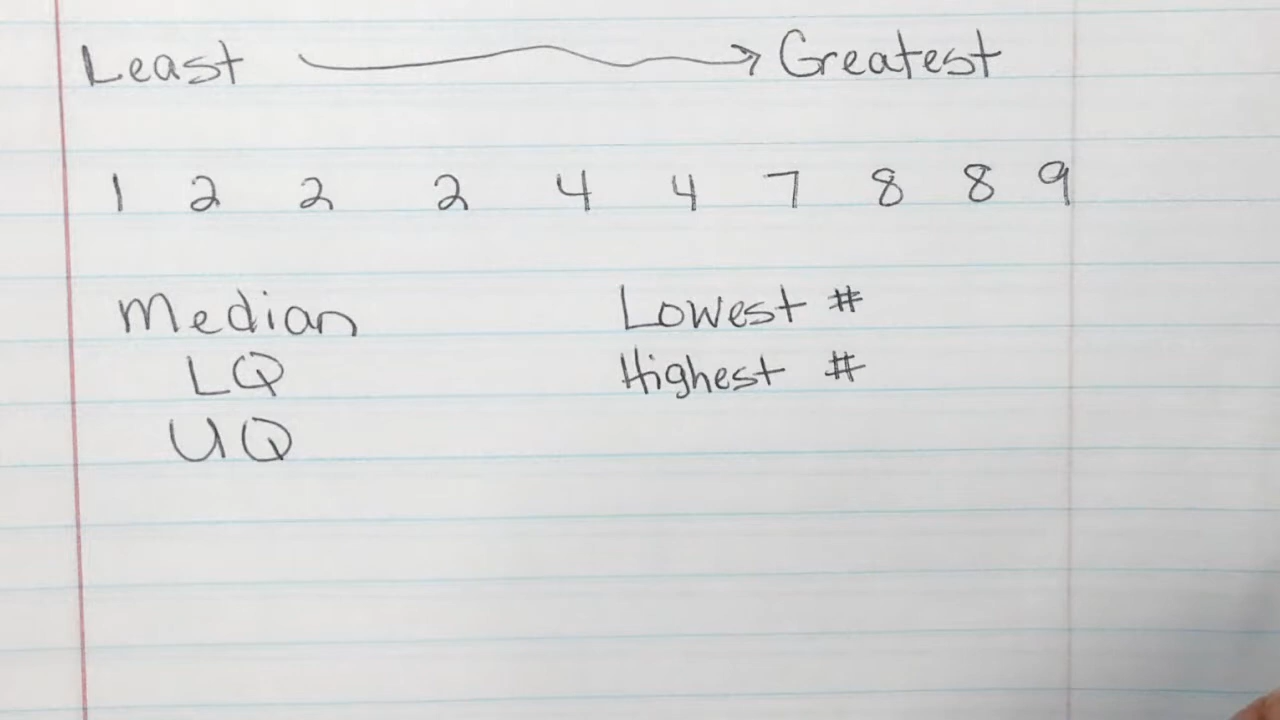 Least → Greatest
1 2 2 2 4 4 7 8 8 9
Median Lowest #
LQ Highest #
UQ